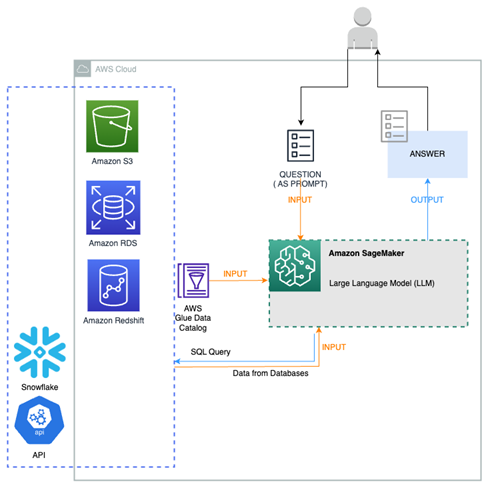 AWS Cloud
Amazon S3
Amazon RDS
Amazon Redshift
Snowflake
api
API
AWS
Glue Data
Catalog
INPUT
QUESTION
( AS PROMPT)
INPUT
ANSWER
OUTPUT
Amazon SageMaker
Large Language Model (LLM)
INPUT
SQL Query
Data from Databases